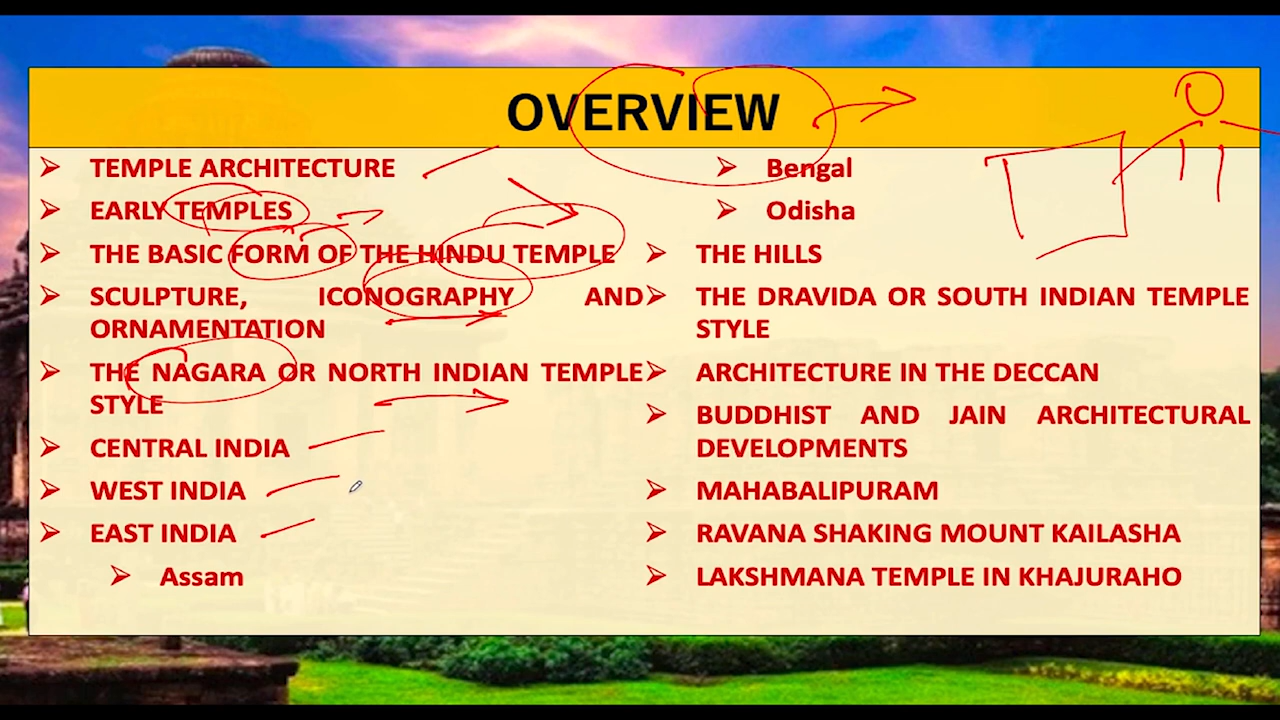 OVERVIEW
TEMPLE ARCHITECTURE
EARLY TEMPLES
THE BASIC FORM OF THE HINDU TEMPLE
SCULPTURE, ICONOGRAPHY AND
ORNAMENTATION
THE NAGARA OR NORTH INDIAN TEMPLE
STYLE
CENTRAL INDIA
WEST INDIA
EAST INDIA
Assam
Bengal
Odisha
THE HILLS
THE DRAVIDA OR SOUTH INDIAN TEMPLE
STYLE
ARCHITECTURE IN THE DECCAN
BUDDHIST AND JAIN ARCHITECTURAL
DEVELOPMENTS
MAHABALIPURAM
RAVANA SHAKING MOUNT KAILASHA
LAKSHMANA TEMPLE IN KHAJURAHO